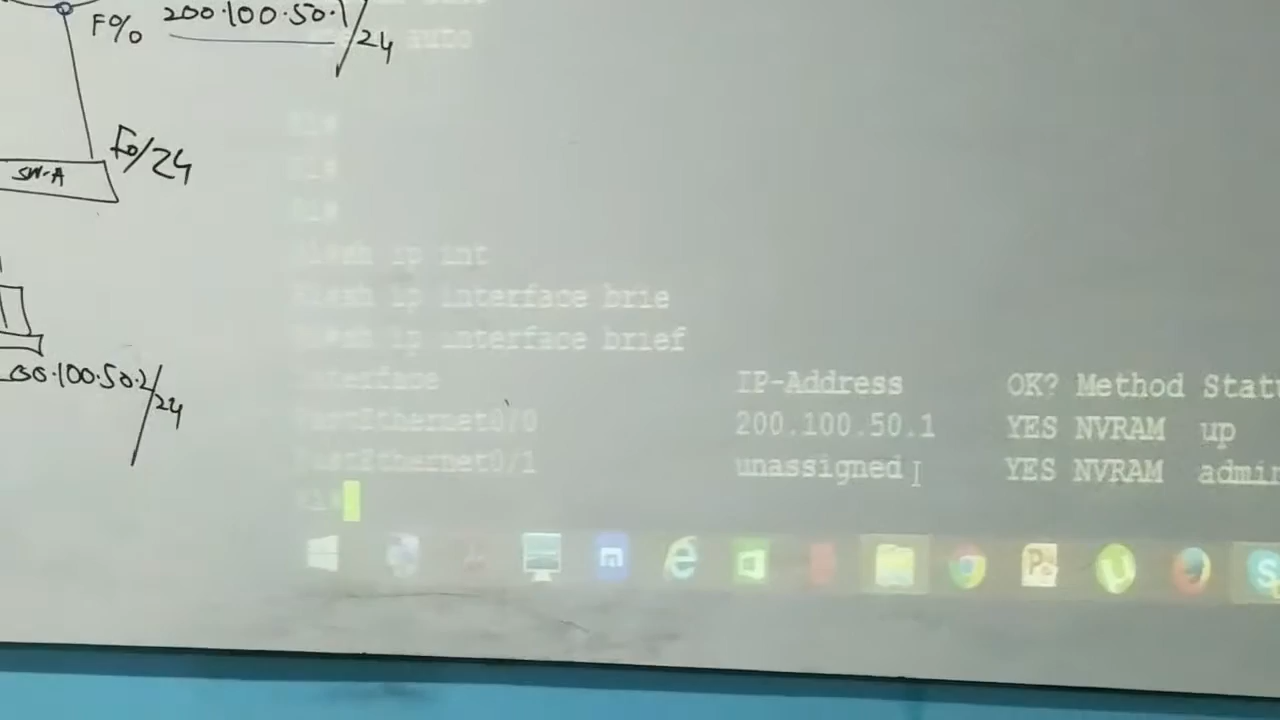 F0/0 200.100.50.1/24
auto
F0/24
SW-A
sh ip int
sh ip interface brie
sh ip interface brief
Interface IP-Address OK? Method Statu
FastEthernet0/0 200.100.50.1 YES NVRAM up
FastEthernet0/1 unassigned YES NVRAM admin
00.100.50.2/24